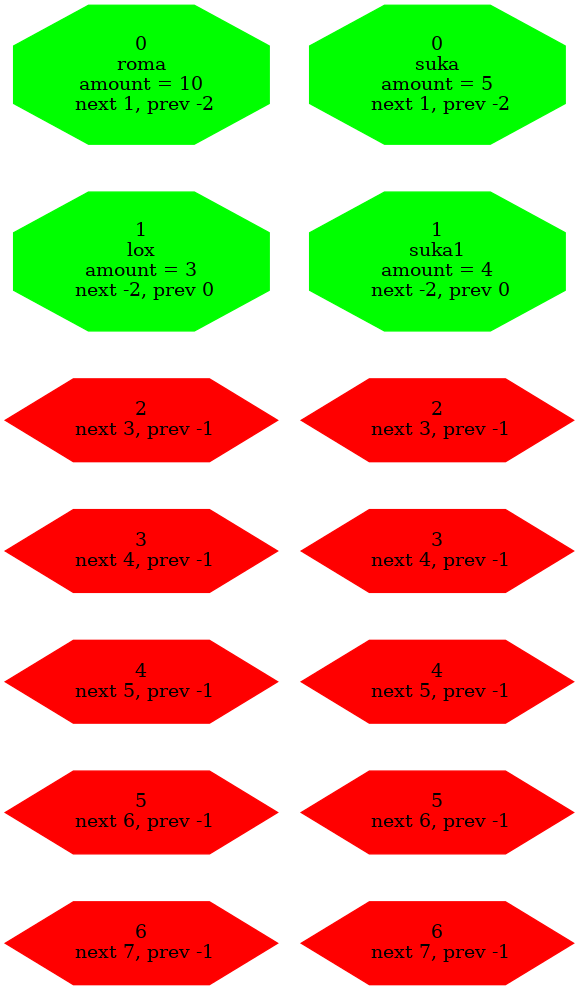 0
roma
amount = 10
next 1, prev -2
0
suka
amount = 5
next 1, prev -2
1
lox
amount = 3
next -2, prev 0
1
suka1
amount = 4
next -2, prev 0
2
next 3, prev -1
2
next 3, prev -1
3
next 4, prev -1
3
next 4, prev -1
4
next 5, prev -1
4
next 5, prev -1
5
next 6, prev -1
5
next 6, prev -1
6
next 7, prev -1
6
next 7, prev -1